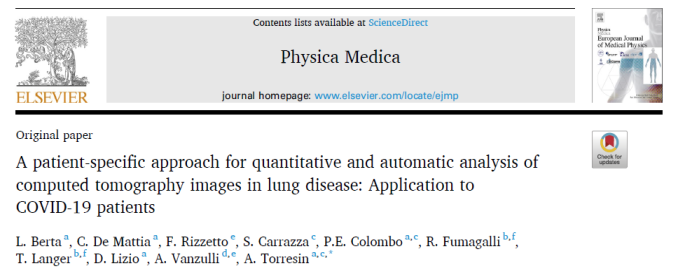 Contents lists available at ScienceDirect
Physica
European Journal
of Medical Physics
Physica Medica
ELSEVIER
journal homepage: www.elsevier.com/locate/ejmp
Original paper
Check for
updates
A patient-specific approach for quantitative and automatic analysis of
computed tomography images in lung disease: Application to
COVID-19 patients
L. Berta a, C. De Mattia a, F. Rizzetto e, S. Carrazza c, P.E. Colombo a,c, R. Fumagalli b,f,
T. Langer b,f, D. Lizio a, A. Vanzulli d,e, A. Torresin a,c,*